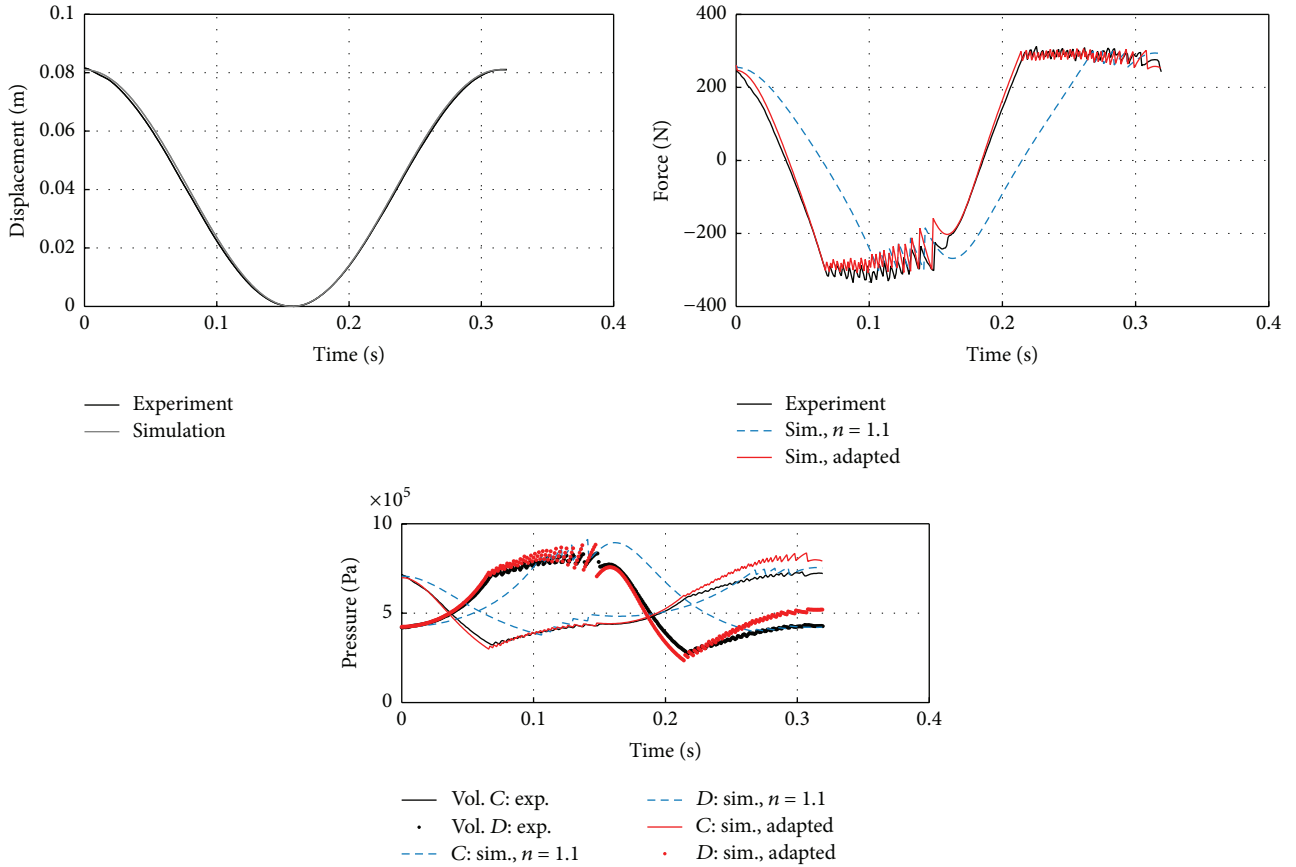 0.1
0.08
0.06
0.04
0.02
0
Displacement (m)
0 0.1 0.2 0.3 0.4
Time (s)
Experiment
Simulation
400
200
0
−200
−400
Force (N)
0 0.1 0.2 0.3 0.4
Time (s)
Experiment
Sim., n = 1.1
Sim., adapted
×10⁵
10
5
0
Pressure (Pa)
0 0.1 0.2 0.3 0.4
Time (s)
Vol. C: exp.
Vol. D: exp.
C: sim., n = 1.1
D: sim., n = 1.1
C: sim., adapted
D: sim., adapted